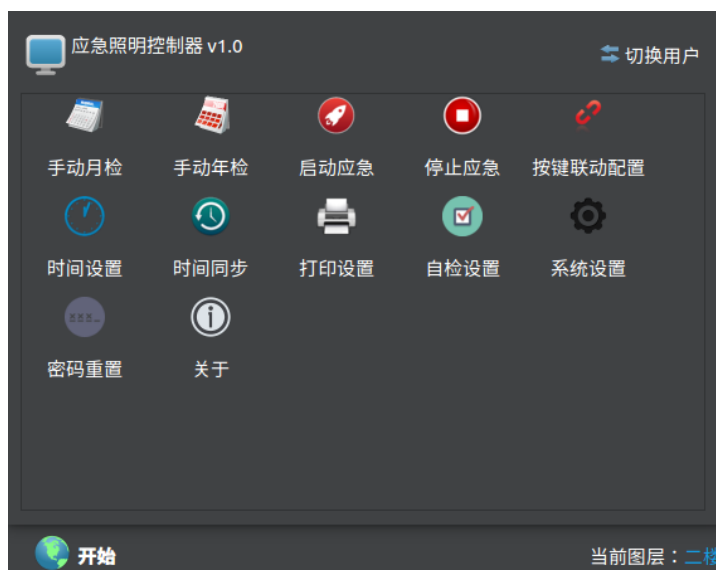 应急照明控制器 v1.0
切换用户
手动月检 手动年检 启动应急 停止应急 按键联动配置
时间设置 时间同步 打印设置 自检设置 系统设置
密码重置 关于
开始 当前图层：二楼